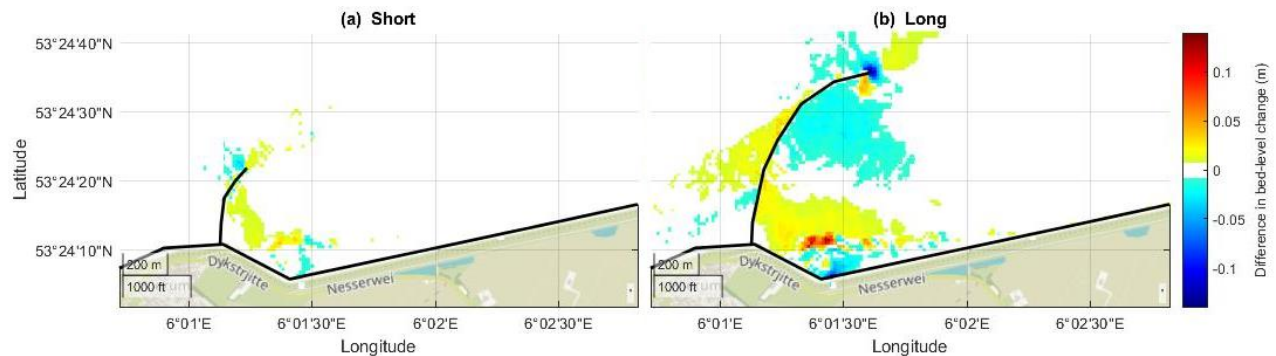 (a) Short
(b) Long
53°24'40"N
53°24'30"N
53°24'20"N
53°24'10"N
Latitude
200 m
1000 ft
um
Dykstrjitte
Nesserwei
200 m
1000 ft
um
Dykstrjitte
Nesserwei
6°01'E
6°01'30"E
6°02'E
6°02'30"E
6°01'E
6°01'30"E
6°02'E
6°02'30"E
Longitude
Longitude
0.1
0.05
0
-0.05
-0.1
Difference in bed-level change (m)